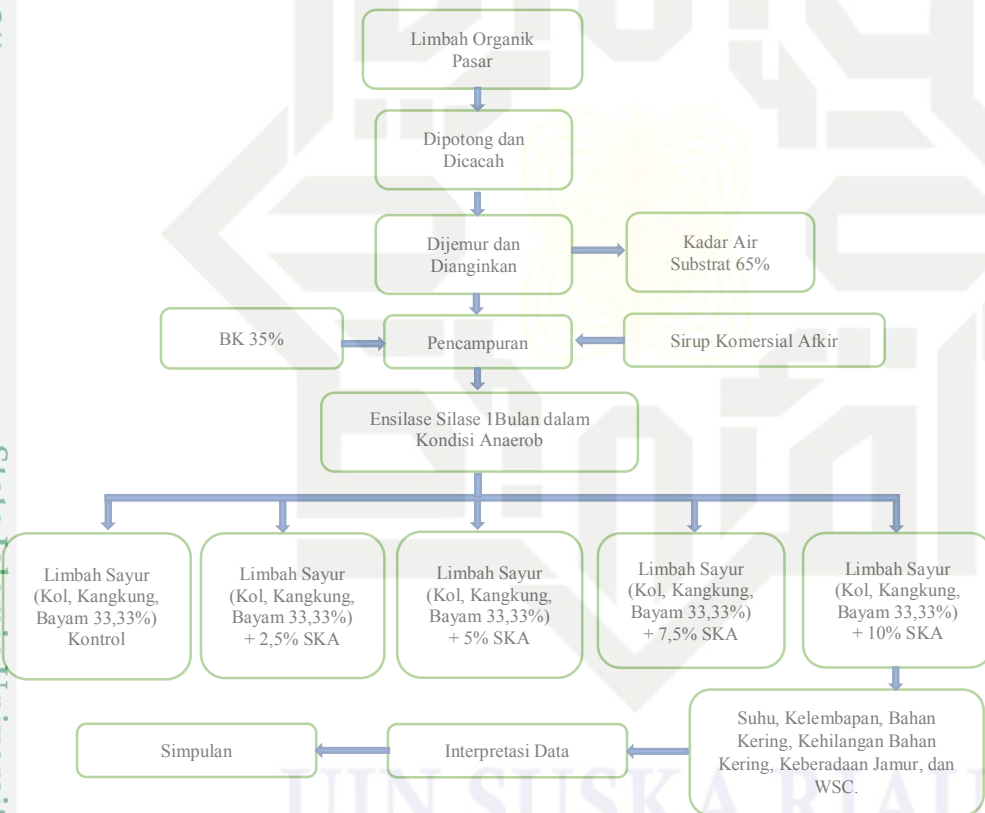 Limbah Organik
Pasar
Dipotong dan
Dicacah
Dijemur dan
Dianginkan
Kadar Air
Substrat 65%
BK 35%
Pencampuran
Sirup Komersial Afkir
Ensilase Silase 1Bulan dalam
Kondisi Anaerob
Limbah Sayur
(Kol, Kangkung,
Bayam 33,33%)
Kontrol
Limbah Sayur
(Kol, Kangkung,
Bayam 33,33%)
+ 2,5% SKA
Limbah Sayur
(Kol, Kangkung,
Bayam 33,33%)
+ 5% SKA
Limbah Sayur
(Kol, Kangkung,
Bayam 33,33%)
+ 7,5% SKA
Limbah Sayur
(Kol, Kangkung,
Bayam 33,33%)
+ 10% SKA
Suhu, Kelembapan, Bahan
Kering, Kehilangan Bahan
Kering, Keberadaan Jamur, dan
WSC.
Interpretasi Data
Simpulan
UIN SUSKA RIAU